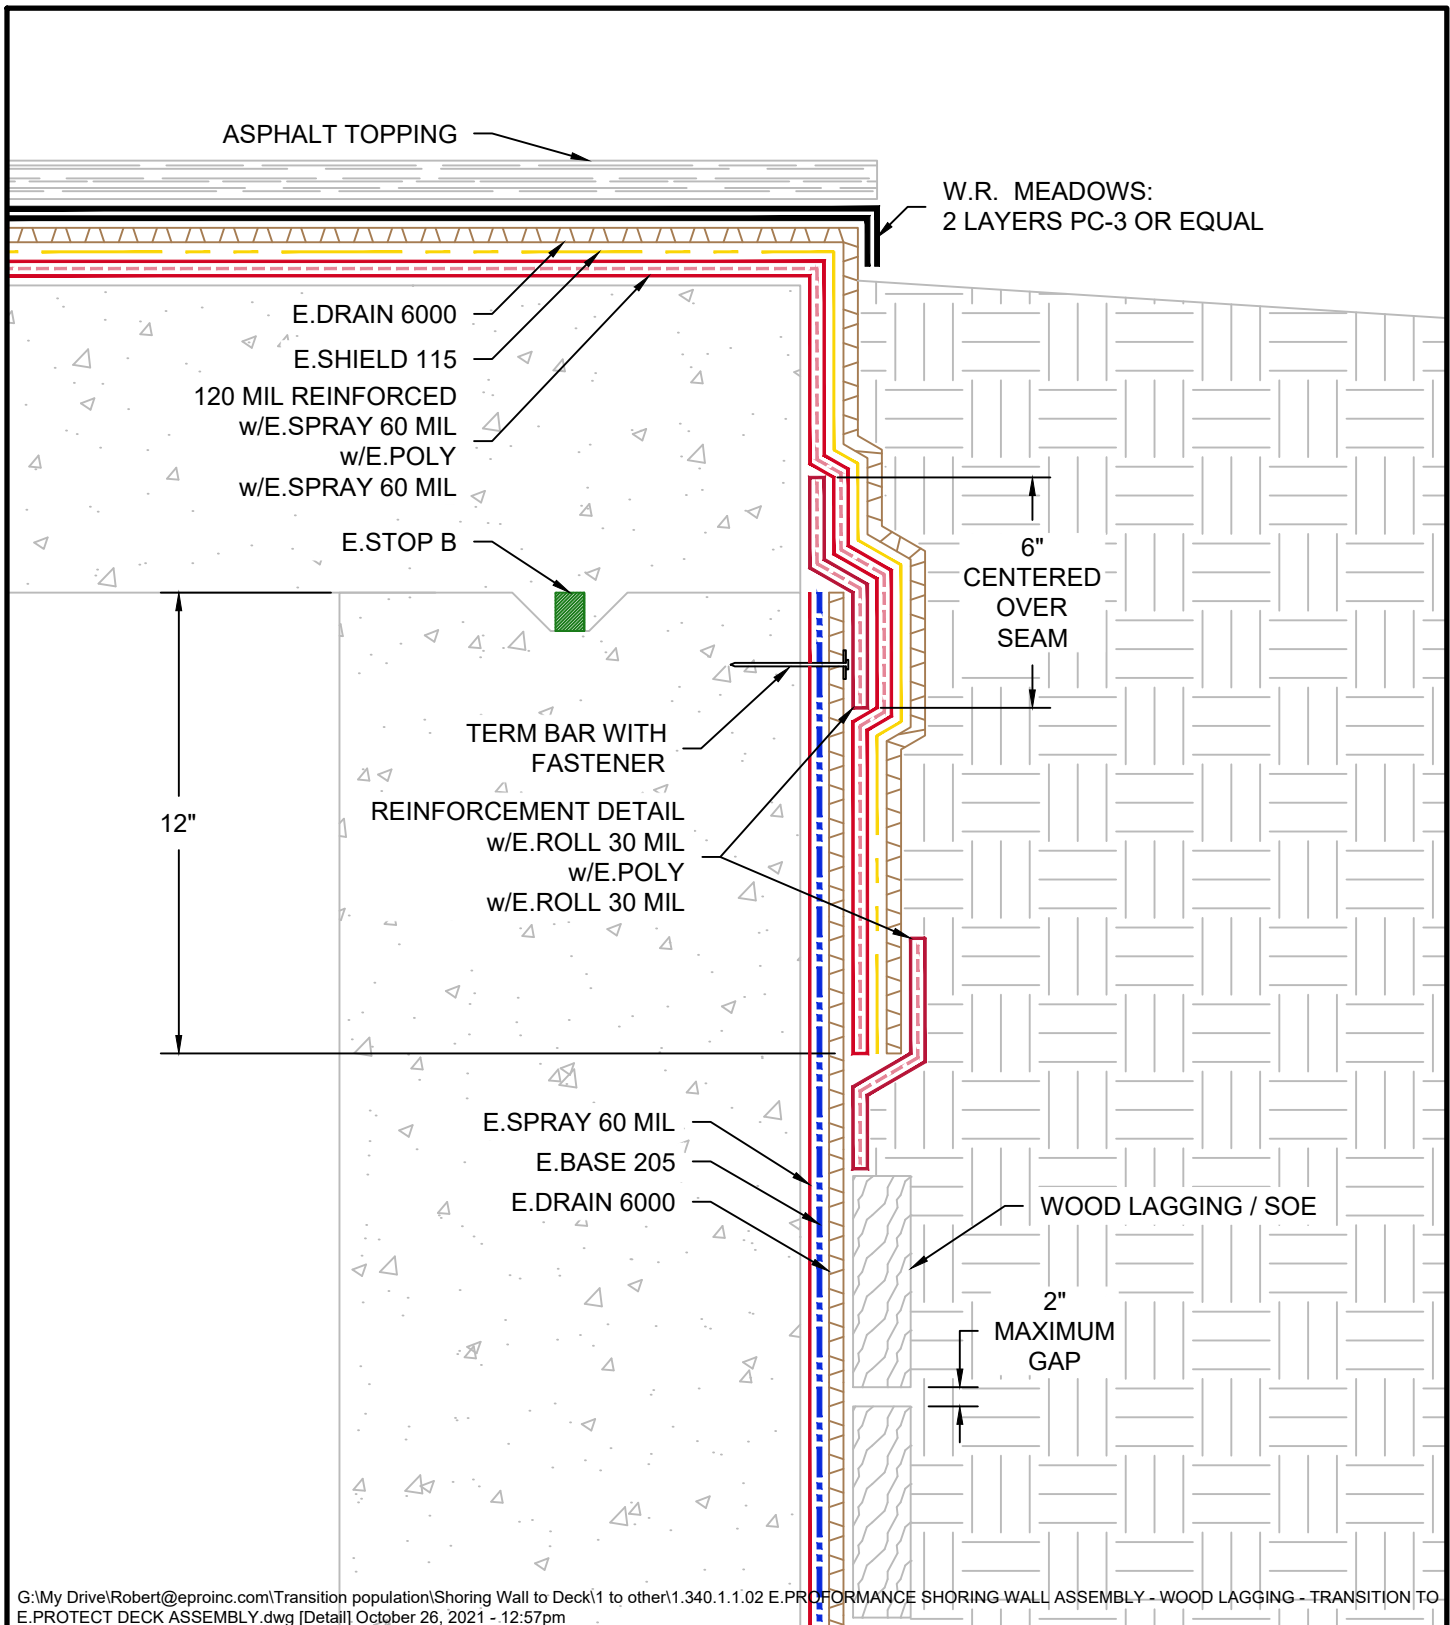 ASPHALT TOPPING
W.R. MEADOWS:
2 LAYERS PC-3 OR EQUAL
E.DRAIN 6000
E.SHIELD 115
120 MIL REINFORCED
w/E.SPRAY 60 MIL
w/E.POLY
w/E.SPRAY 60 MIL
E.STOP B
6"
CENTERED
OVER
SEAM
TERM BAR WITH
FASTENER
12"
REINFORCEMENT DETAIL
w/E.ROLL 30 MIL
w/E.POLY
w/E.ROLL 30 MIL
E.SPRAY 60 MIL
E.BASE 205
E.DRAIN 6000
WOOD LAGGING / SOE
2"
MAXIMUM
GAP
G:\My Drive\Robert@eproinc.com\Transition population\Shoring Wall to Deck\1 to other\1.340.1.1.02 E.PROFORMANCE SHORING WALL ASSEMBLY - WOOD LAGGING - TRANSITION TO
E.PROTECT DECK ASSEMBLY.dwg [Detail] October 26, 2021 - 12:57pm